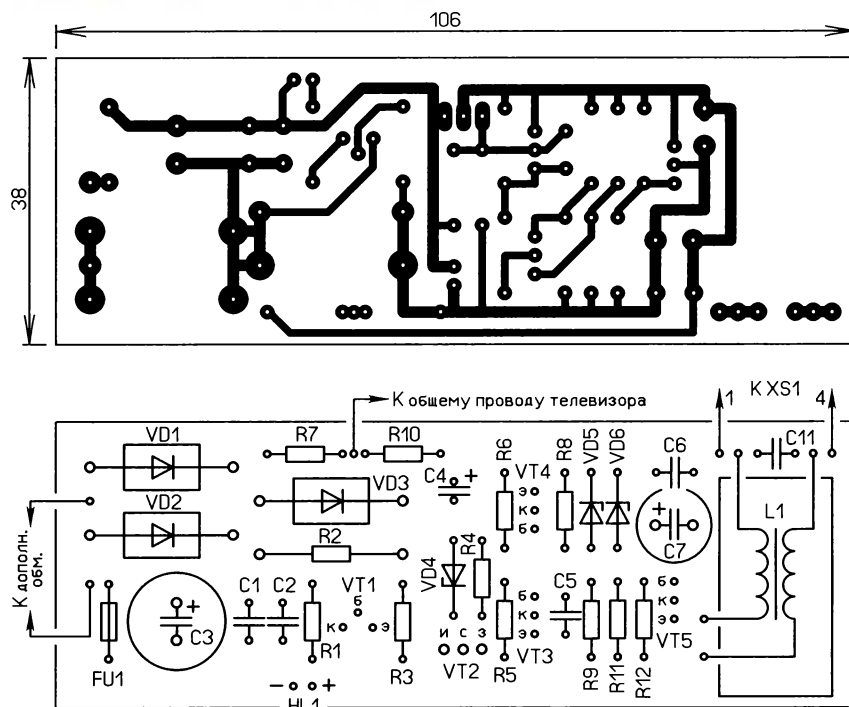 106
38
К общему проводу телевизора
1
К XS1
4
VD1
R7
R10
R6
R8
VD5
VD6
C6
C11
C4
+
VT4
VD2
VD3
э
к
б
+
C7
L1
К дополн.
обм.
R2
VD4
R4
C1
C2
VT1
б
C5
б
к
э
б
к
э
+
C3
к
э
и
с
з
FU1
R1
R3
VT2
R5
VT3
R9
R11
R12
VT5
−
+
HL1